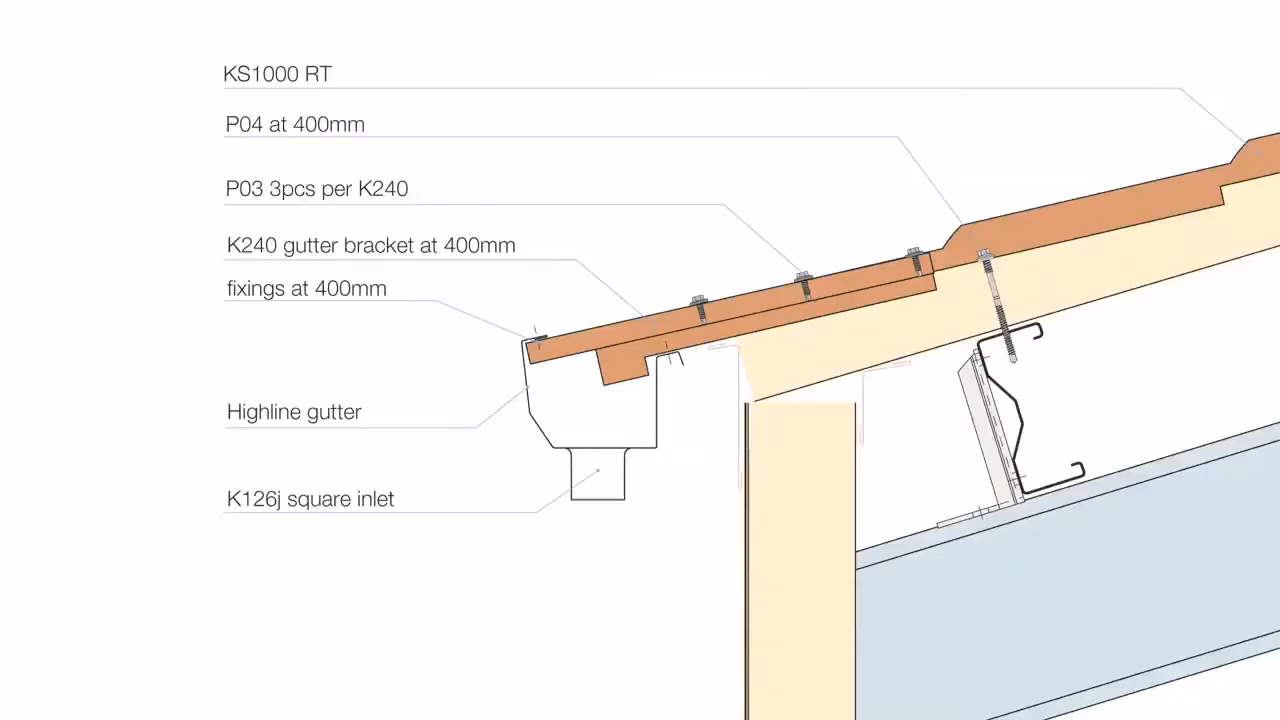 KS1000 RT
P04 at 400mm
P03 3pcs per K240
K240 gutter bracket at 400mm
fixings at 400mm
Highline gutter
K126j square inlet